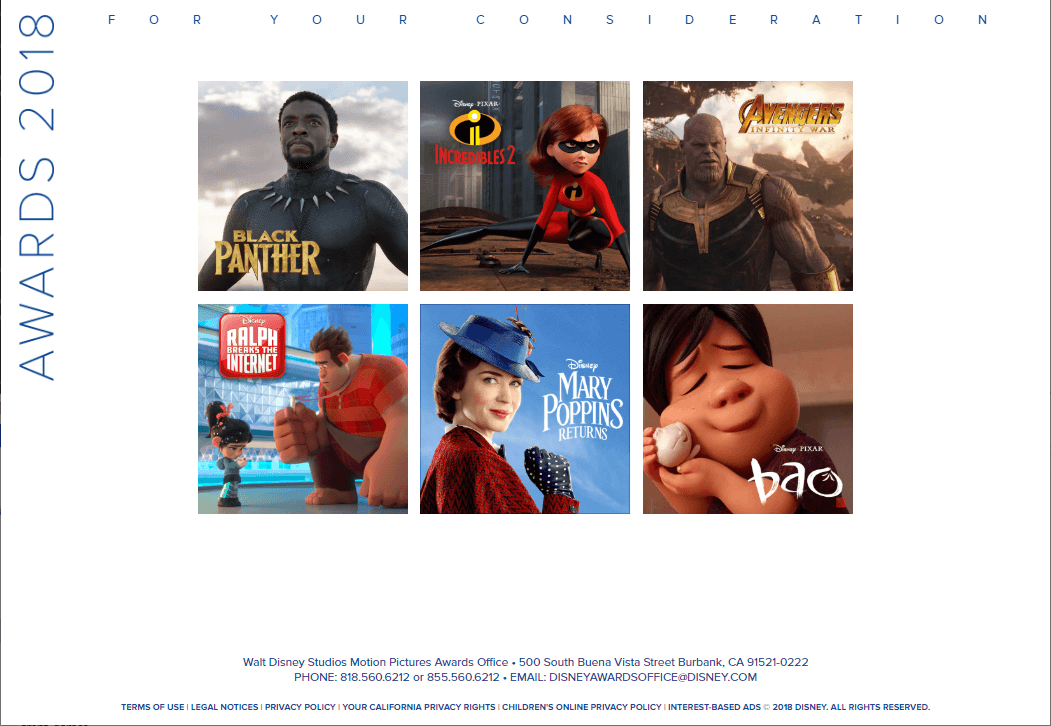 FOR YOUR CONSIDERATION
AWARDS 2018
BLACK
PANTHER
Disney PIXAR
INCREDIBLES 2
AVENGERS
INFINITY WAR
Disney
RALPH
BREAKS THE
INTERNET
Disney
MARY
POPPINS
RETURNS
Disney PIXAR
bao
Walt Disney Studios Motion Pictures Awards Office • 500 South Buena Vista Street Burbank, CA 91521-0222
PHONE: 818.560.6212 or 855.560.6212 • EMAIL: DISNEYAWARDSOFFICE@DISNEY.COM
TERMS OF USE | LEGAL NOTICES | PRIVACY POLICY | YOUR CALIFORNIA PRIVACY RIGHTS | CHILDREN'S ONLINE PRIVACY POLICY | INTEREST-BASED ADS © 2018 DISNEY. ALL RIGHTS RESERVED.